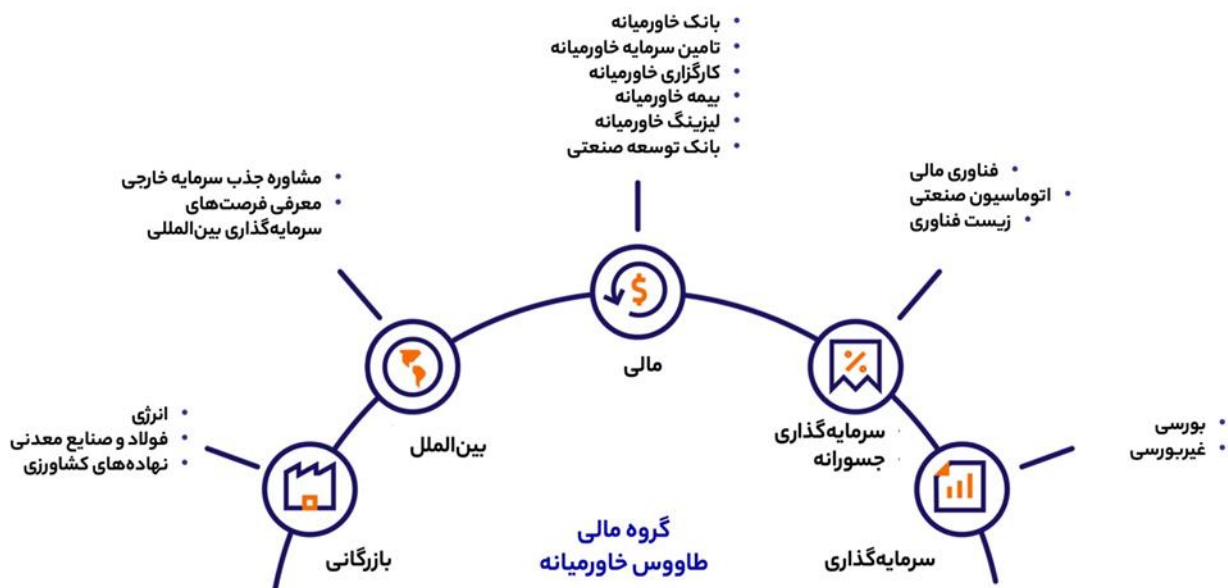 بانک خاورمیانه
تامین سرمایه خاورمیانه
کارگزاری خاورمیانه
بیمه خاورمیانه
لیزینگ خاورمیانه
بانک توسعه صنعتی
فناوری مالی
اتوماسیون صنعتی
زیست فناوری
مشاوره جذب سرمایه خارجی
معرفی فرصت‌های
سرمایه‌گذاری بین‌المللی
$
%
مالی
بورسی
غیربورسی
سرمایه‌گذاری
جسورانه
بین‌الملل
انرژی
فولاد و صنایع معدنی
نهاده‌های کشاورزی
سرمایه‌گذاری
بازرگانی
گروه مالی
طاووس خاورمیانه